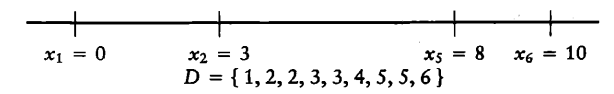 x₁ = 0 x₂ = 3 x₅ = 8 x₆ = 10
D = { 1, 2, 2, 3, 3, 4, 5, 5, 6 }